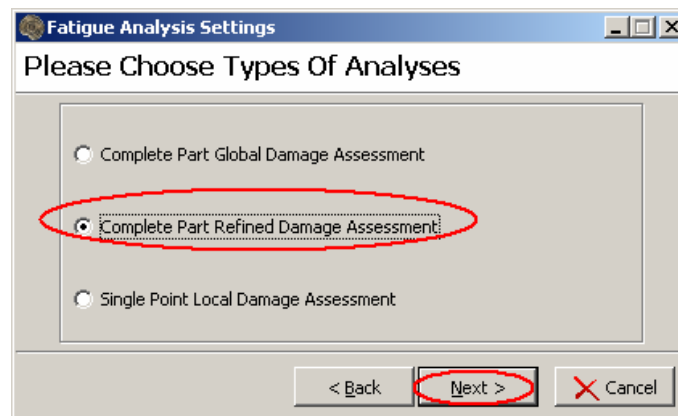 Fatigue Analysis Settings
Please Choose Types Of Analyses
Complete Part Global Damage Assessment
Complete Part Refined Damage Assessment
Single Point Local Damage Assessment
< Back Next > Cancel